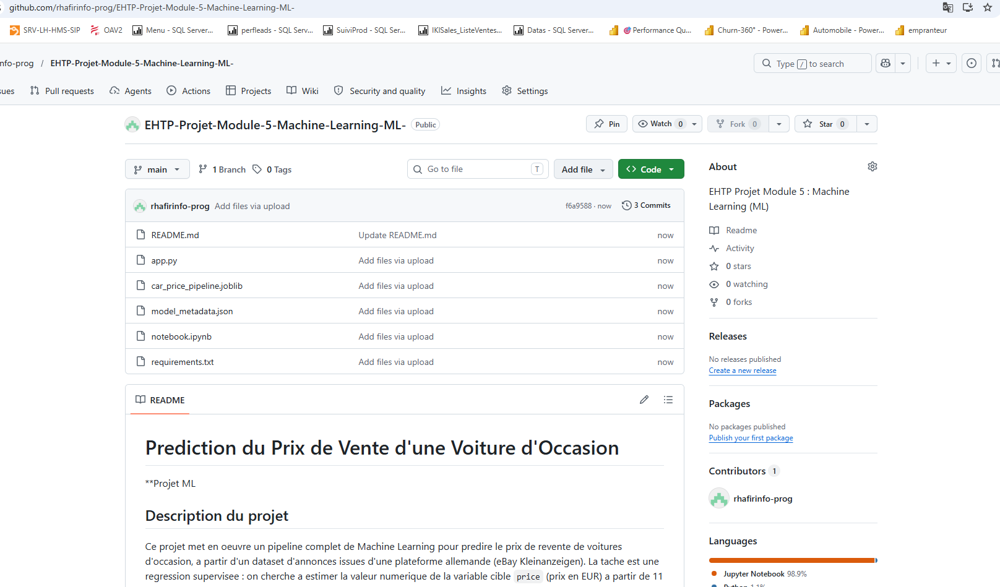 github.com/rhafirinfo-prog/EHTP-Projet-Module-5-Machine-Learning-ML-
SRV-LH-HMS-SIP OAV2 Menu - SQL Server... perfleads - SQL Serv... SuiviProd - SQL Ser... IKISales_ListeVentes... Datas - SQL Server... Performance Qu... Churn-360° - Power... Automobile - Power... empranteur
nfo-prog / EHTP-Projet-Module-5-Machine-Learning-ML- Type / to search
sues Pull requests Agents Actions Projects Wiki Security and quality Insights Settings
EHTP-Projet-Module-5-Machine-Learning-ML- Public Pin Watch 0 Fork 0 Star 0
main 1 Branch 0 Tags Go to file T Add file Code
rhafirinfo-prog Add files via upload f6a9588 · now 3 Commits
README.md Update README.md now
app.py Add files via upload now
car_price_pipeline.joblib Add files via upload now
model_metadata.json Add files via upload now
notebook.ipynb Add files via upload now
requirements.txt Add files via upload now
README
Prediction du Prix de Vente d'une Voiture d'Occasion
**Projet ML
Description du projet
Ce projet met en oeuvre un pipeline complet de Machine Learning pour predire le prix de revente de voitures
d'occasion, a partir d'un dataset d'annonces issues d'une plateforme allemande (eBay Kleinanzeigen). La tache est une
regression supervisee : on cherche a estimer la valeur numerique de la variable cible price (prix en EUR) a partir de 11
About
EHTP Projet Module 5 : Machine
Learning (ML)
Readme
Activity
0 stars
0 watching
0 forks
Releases
No releases published
Create a new release
Packages
No packages published
Publish your first package
Contributors 1
rhafirinfo-prog
Languages
Jupyter Notebook 98.9%
Python 1.1%